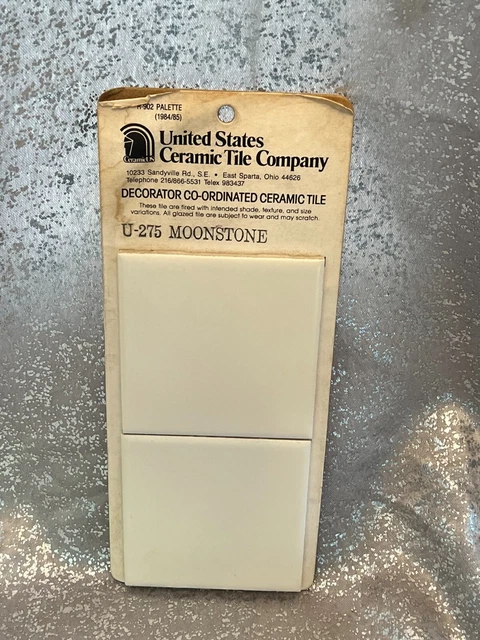 R-902 PALETTE
(1984/85)
CeramicUS
United States
Ceramic Tile Company
10233 Sandyville Rd., S.E. • East Sparta, Ohio 44626
Telephone 216/866-5531 Telex 983437
DECORATOR CO-ORDINATED CERAMIC TILE
These tile are fired with intended shade, texture, and size
variations. All glazed tile are subject to wear and may scratch.
U-275 MOONSTONE